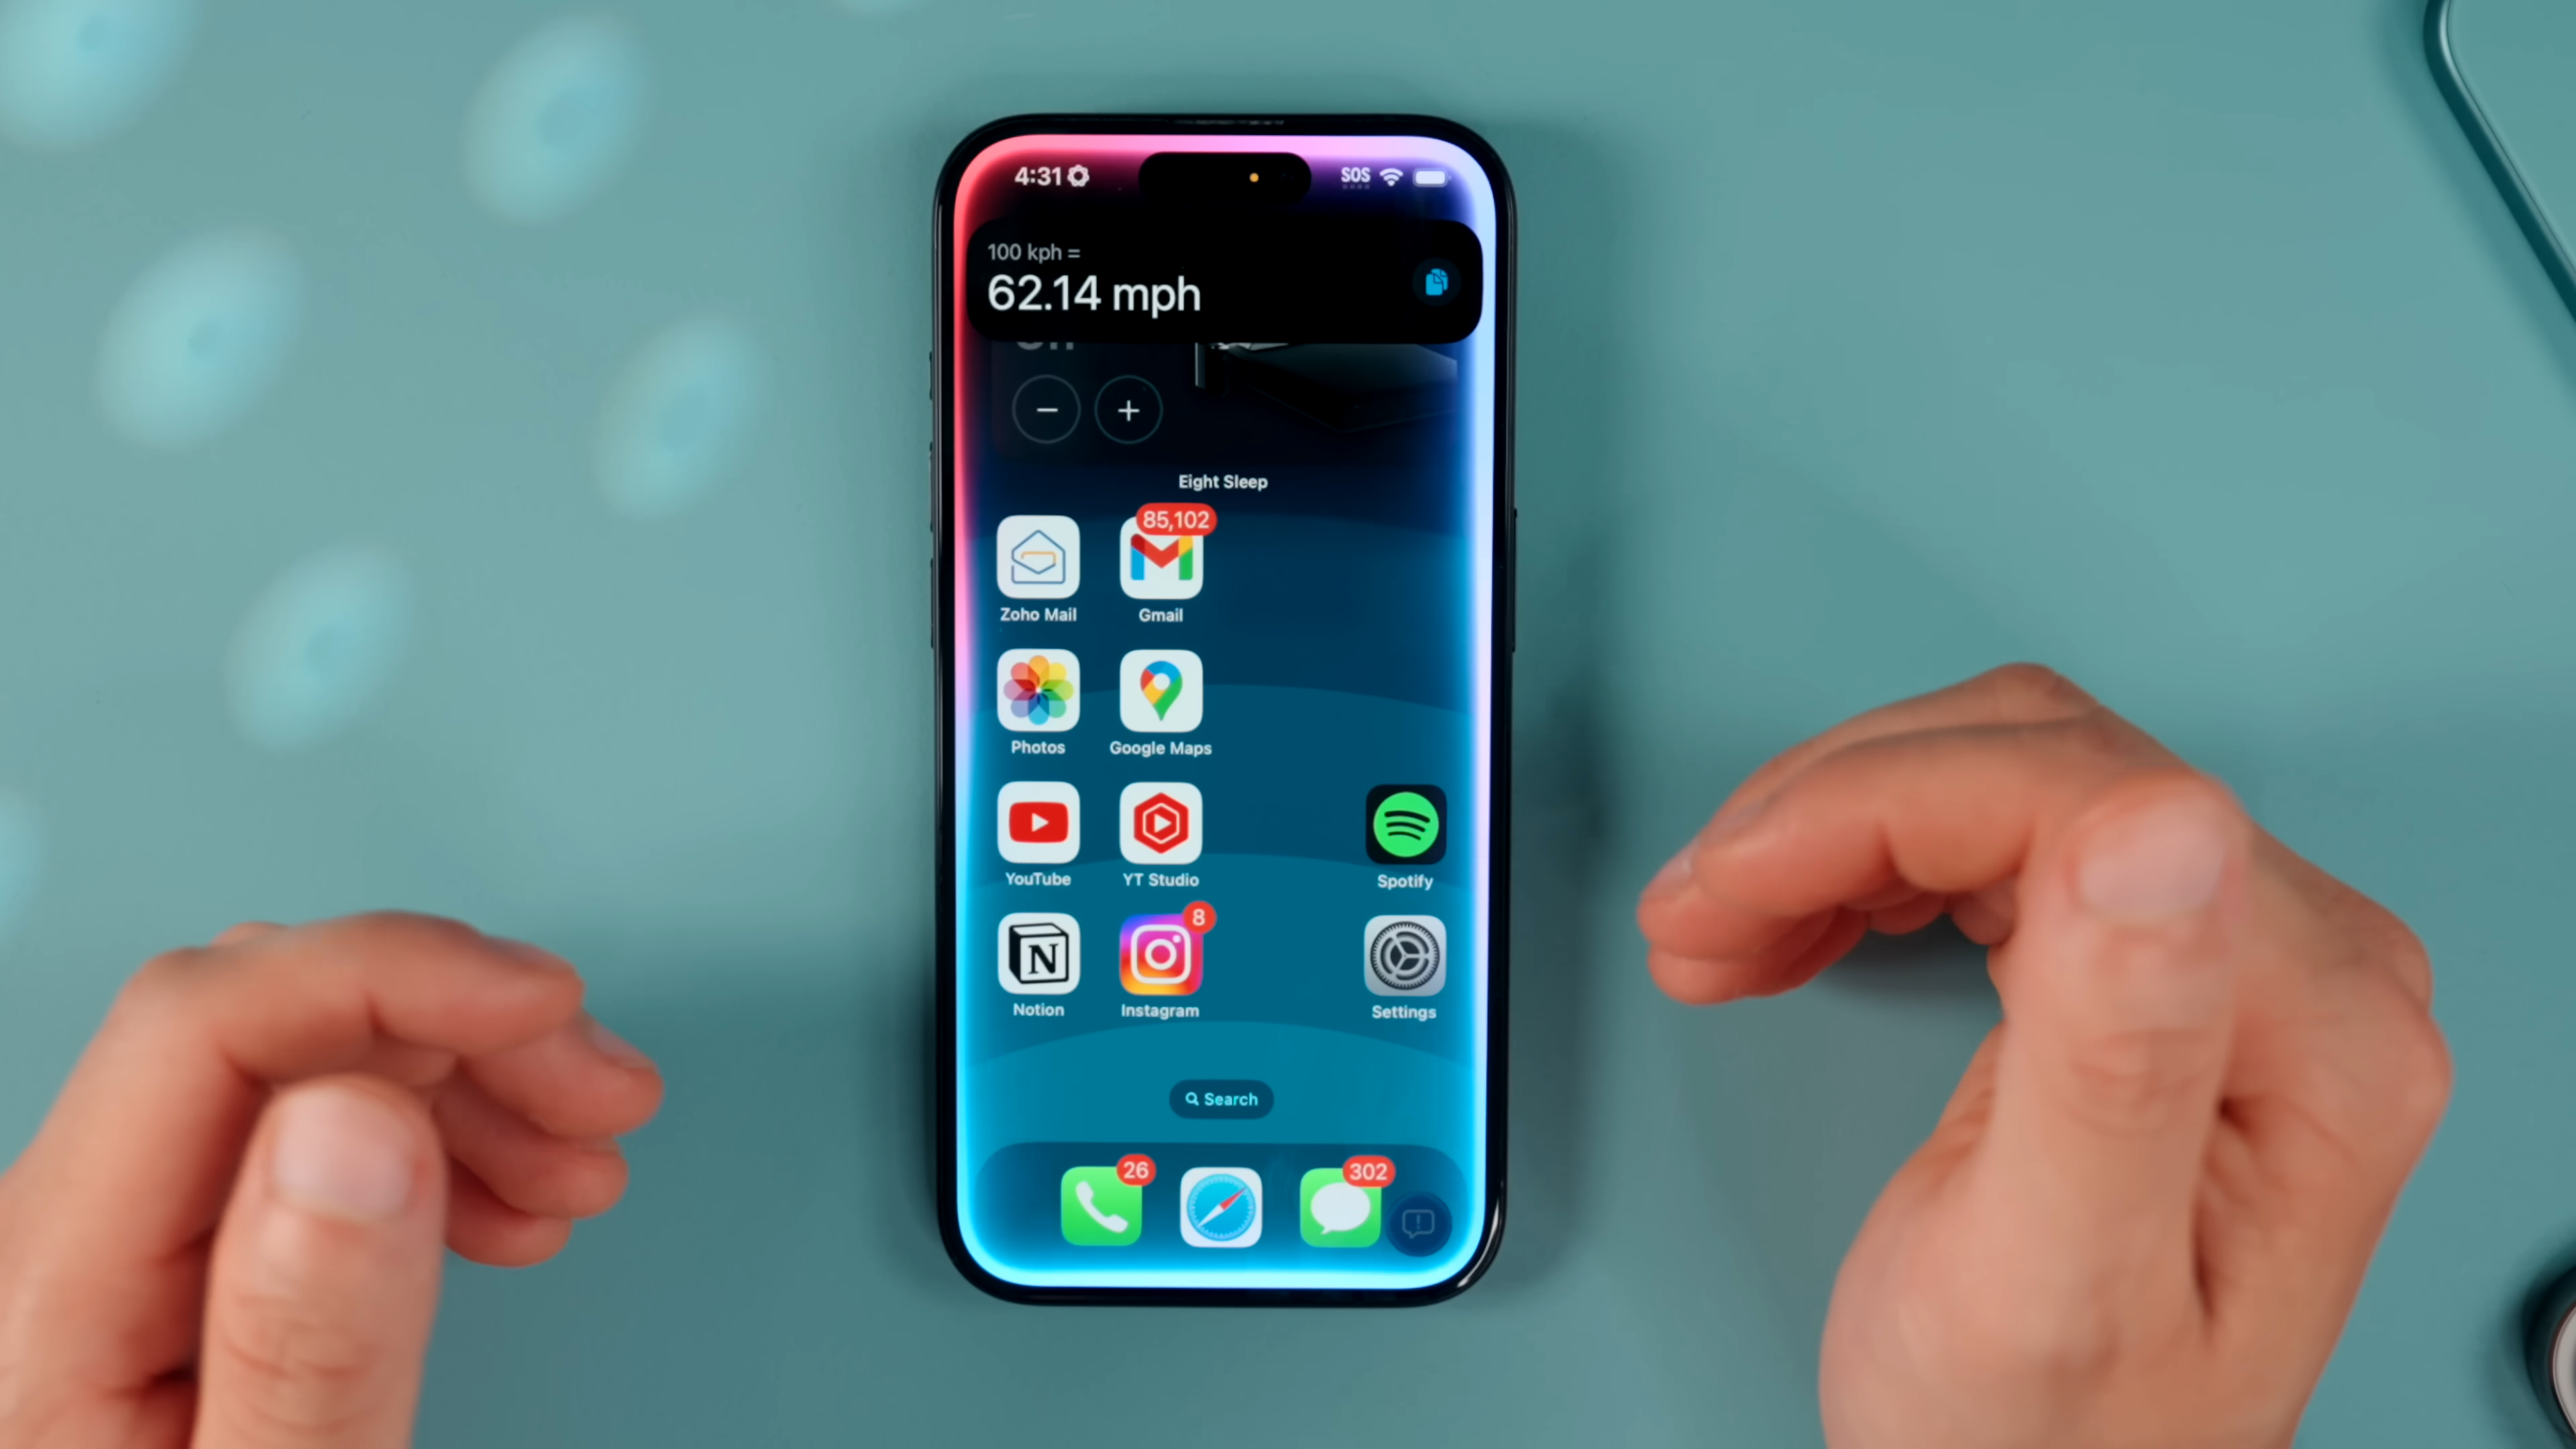 4:31 SOS
100 kph =
62.14 mph
Eight Sleep
85,102
Zoho Mail Gmail
Photos Google Maps
YouTube YT Studio Spotify
8
N
Notion Instagram Settings
Search
26 302